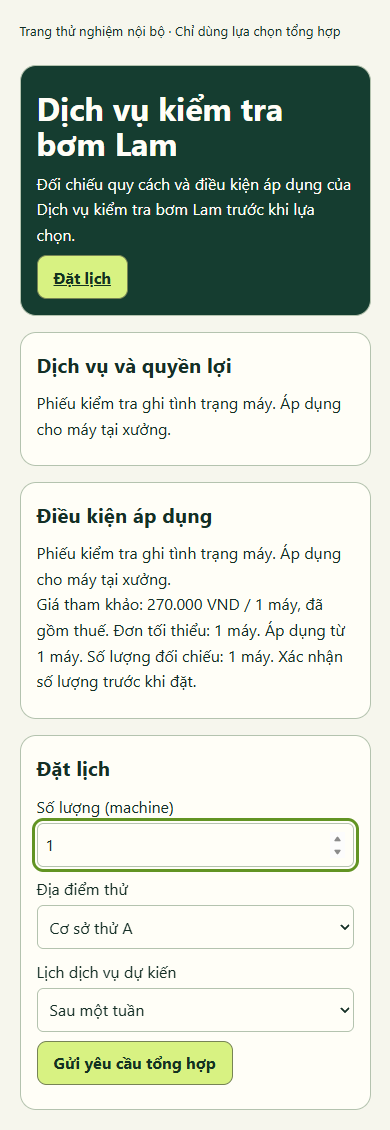 Trang thử nghiệm nội bộ · Chỉ dùng lựa chọn tổng hợp
Dịch vụ kiểm tra
bơm Lam
Đối chiếu quy cách và điều kiện áp dụng của
Dịch vụ kiểm tra bơm Lam trước khi lựa
chọn.
Đặt lịch
Dịch vụ và quyền lợi
Phiếu kiểm tra ghi tình trạng máy. Áp dụng
cho máy tại xưởng.
Điều kiện áp dụng
Phiếu kiểm tra ghi tình trạng máy. Áp dụng
cho máy tại xưởng.
Giá tham khảo: 270.000 VND / 1 máy, đã
gồm thuế. Đơn tối thiểu: 1 máy. Áp dụng từ
1 máy. Số lượng đối chiếu: 1 máy. Xác nhận
số lượng trước khi đặt.
Đặt lịch
Số lượng (machine)
1
Địa điểm thử
Cơ sở thử A
Lịch dịch vụ dự kiến
Sau một tuần
Gửi yêu cầu tổng hợp